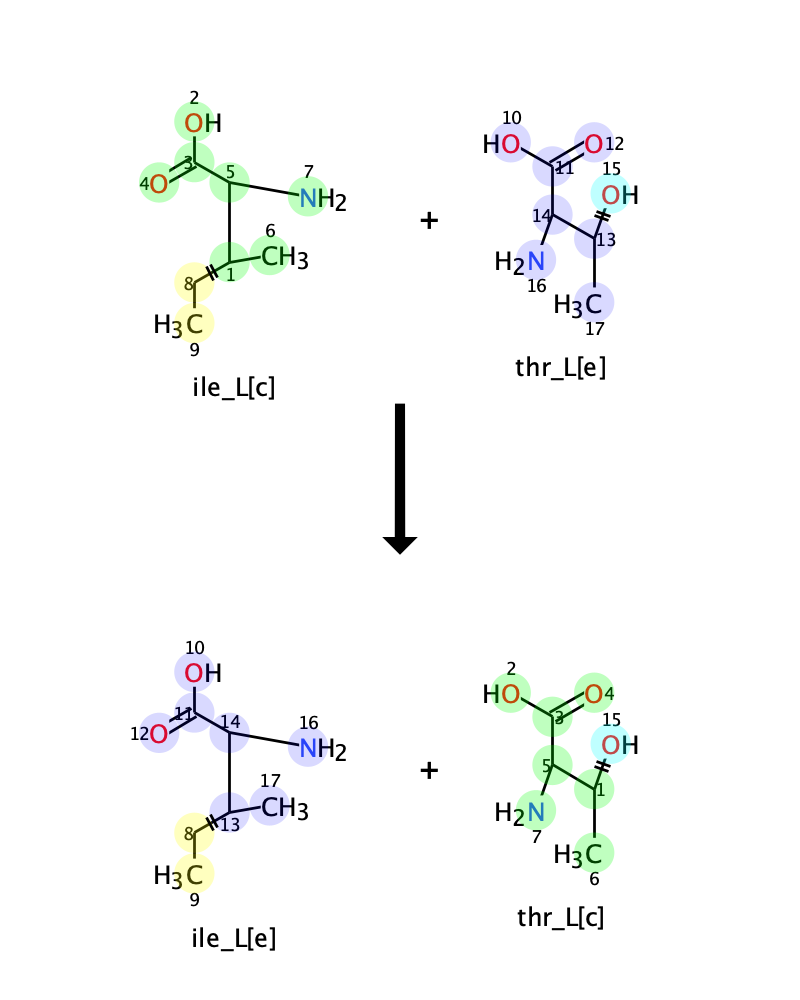 2
OH
3
4O
5
7
NH2
6
CH3
1
8
H3C
9
ile_L[c]
+
10
HO
O12
11
15
OH
14
13
H2N
16
H3C
17
thr_L[e]
10
OH
11
12O
14
16
NH2
17
CH3
13
8
H3C
9
ile_L[e]
+
2
HO
O4
3
15
OH
5
1
H2N
7
H3C
6
thr_L[c]